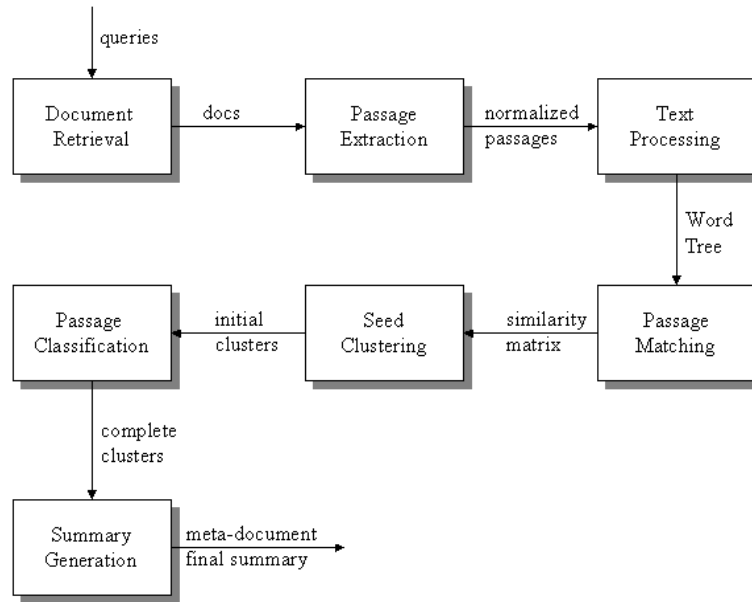 queries
Document
Retrieval
docs
Passage
Extraction
normalized
passages
Text
Processing
Word
Tree
Passage
Matching
similarity
matrix
Seed
Clustering
initial
clusters
Passage
Classification
complete
clusters
Summary
Generation
meta-document
final summary